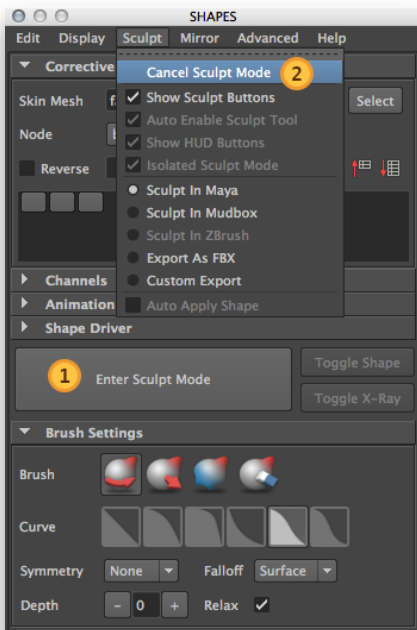 SHAPES
Edit Display Sculpt Mirror Advanced Help
Corrective
Cancel Sculpt Mode 2
Skin Mesh f Show Sculpt Buttons Select
Auto Enable Sculpt Tool
Node Show HUD Buttons
Reverse Isolated Sculpt Mode
Sculpt In Maya
Sculpt In Mudbox
Sculpt In ZBrush
Export As FBX
Channels Custom Export
Animation Auto Apply Shape
Shape Driver
1 Enter Sculpt Mode Toggle Shape
Toggle X-Ray
Brush Settings
Brush
Curve
Symmetry None Falloff Surface
Depth - 0 + Relax